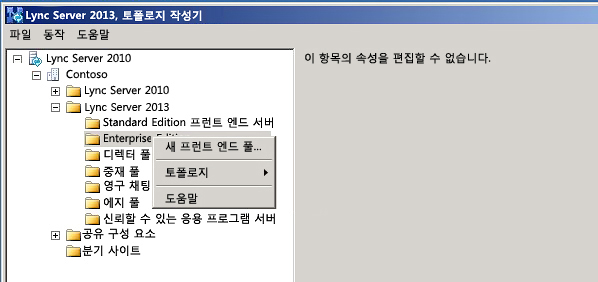 Lync Server 2013, 토폴로지 작성기
파일 동작 도움말
Lync Server 2010
이 항목의 속성을 편집할 수 없습니다.
Contoso
Lync Server 2010
Lync Server 2013
Standard Edition 프런트 엔드 서버
Enterprise
새 프런트 엔드 풀...
디렉터 풀
중재 풀
토폴로지
영구 채팅
에지 풀
도움말
신뢰할 수 있는 응용 프로그램 서버
공유 구성 요소
분기 사이트